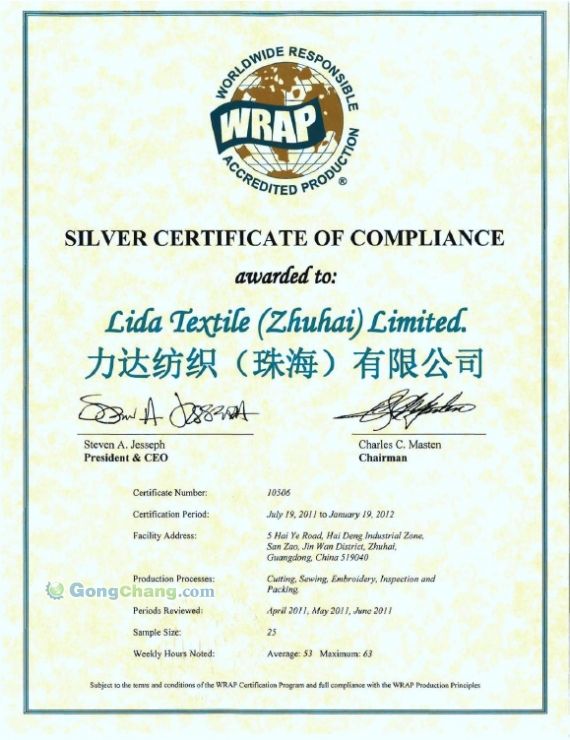 WORLDWIDE RESPONSIBLE
WRAP
ACCREDITED PRODUCTION ®
SILVER CERTIFICATE OF COMPLIANCE
awarded to:
Lida Textile (Zhuhai) Limited.
力达纺织（珠海）有限公司
Steven A. Jesseph
President & CEO
Charles C. Masten
Chairman
Certificate Number: 10506
Certification Period: July 19, 2011 to January 19, 2012
Facility Address: 5 Hai Ye Road, Hai Deng Industrial Zone,
San Zao, Jin Wan District, Zhuhai,
Guangdong, China 519040
Production Processes: Cutting, Sewing, Embroidery, Inspection and
Packing.
GongChang.com
Periods Reviewed: April 2011, May 2011, June 2011
Sample Size: 25
Weekly Hours Noted: Average: 53 Maximum: 63
Subject to the terms and conditions of the WRAP Certification Program and full compliance with the WRAP Production Principles